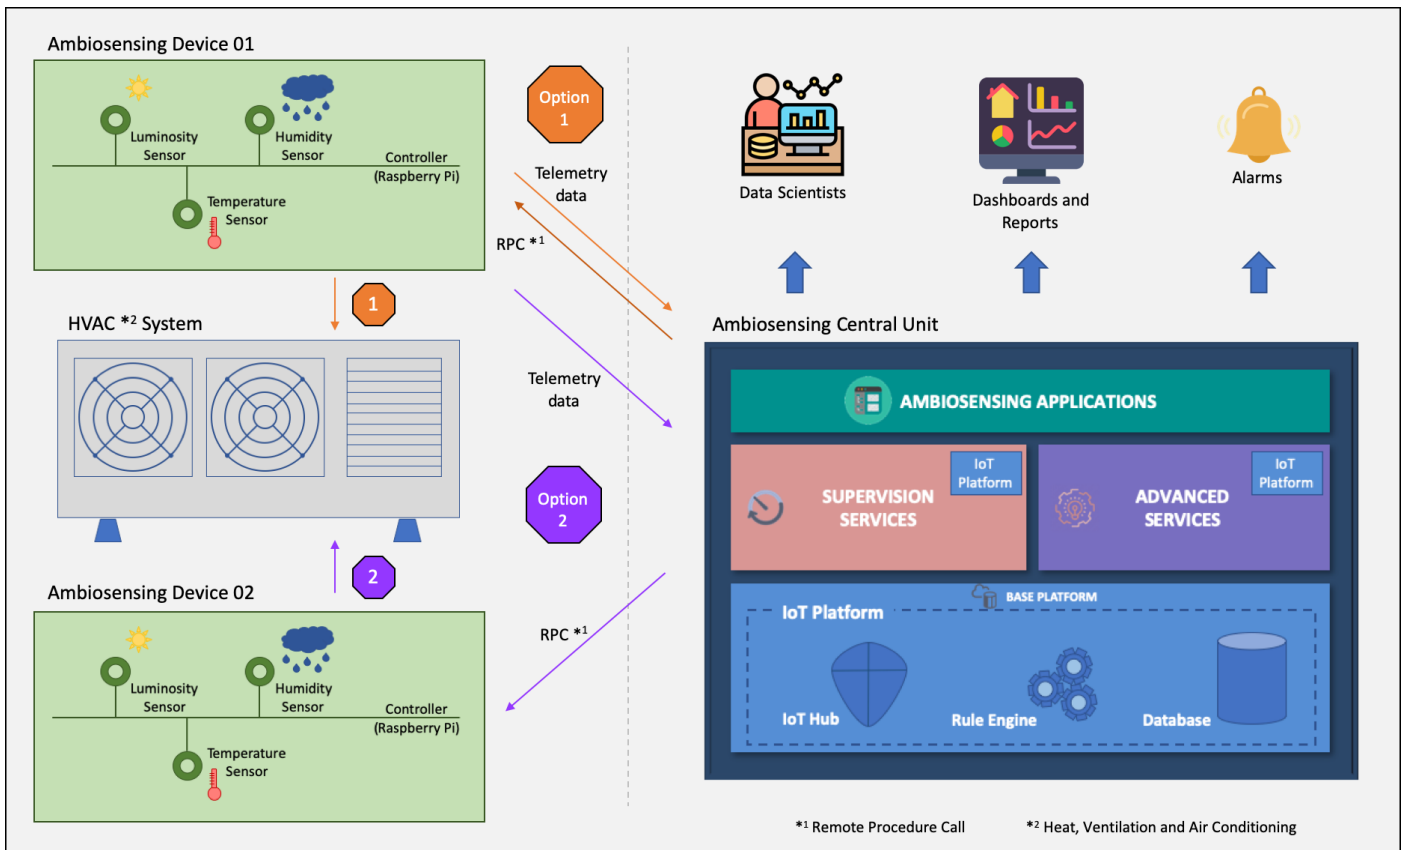 Ambiosensing Device 01
Luminosity
Sensor
Humidity
Sensor
Controller
(Raspberry Pi)
Temperature
Sensor
Option
1
Telemetry
data
RPC *1
1
HVAC *2 System
Telemetry
data
Option
2
2
Ambiosensing Device 02
RPC *1
Luminosity
Sensor
Humidity
Sensor
Controller
(Raspberry Pi)
Temperature
Sensor
Data Scientists
Dashboards and
Reports
Alarms
Ambiosensing Central Unit
AMBIOSENSING APPLICATIONS
SUPERVISION
SERVICES
IoT
Platform
ADVANCED
SERVICES
IoT
Platform
BASE PLATFORM
IoT Platform
IoT Hub
Rule Engine
Database
*1 Remote Procedure Call
*2 Heat, Ventilation and Air Conditioning